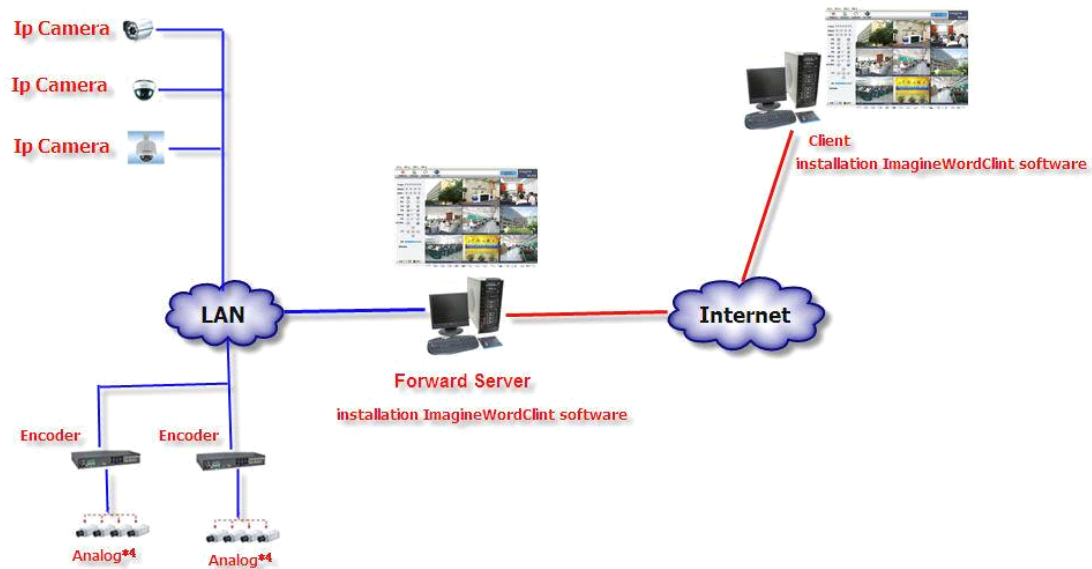 Ip Camera
Ip Camera
Ip Camera
Client
installation ImagineWordClint software
LAN
Internet
Forward Server
installation ImagineWordClint software
Encoder
Encoder
Analog*4
Analog*4